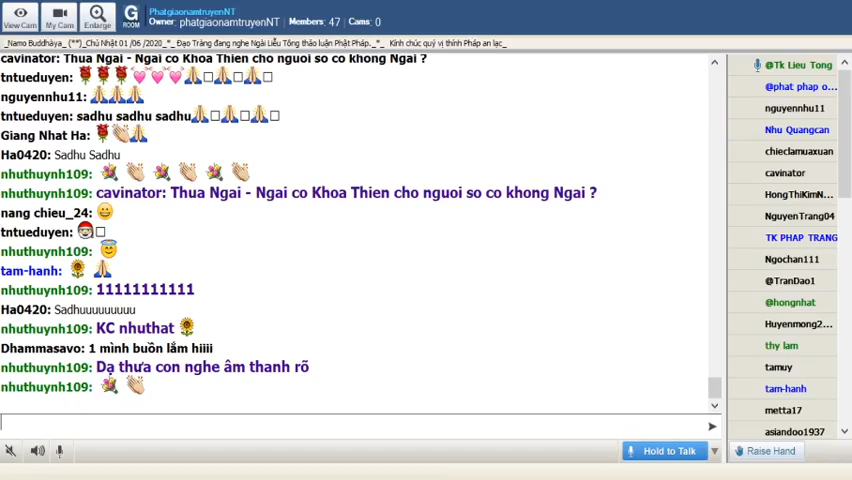 View Cam
My Cam
Enlarge
G
ROOM
PhatgiaonamtruyenNT
Owner: phatgiaonamtruyenNT Members: 47 Cams: 0
_Namo Buddhàya_ (**)_Chủ Nhật 01 /06 /2020_*_ Đạo Tràng đang nghe Ngài Liễu Tông thảo luận Phật Pháp._*_ Kính chúc quý vị thính Pháp an lạc_
cavinator: Thua Ngai - Ngai co Khoa Thien cho nguoi so co khong Ngai ?
tntueduyen: 🌹🌹🌹💓💓💓🙏□🙏□🙏□
nguyennhu11: 🙏🙏🙏
tntueduyen: sadhu sadhu sadhu🙏□🙏□🙏□
Giang Nhat Ha: 🌹👏🙏
Ha0420: Sadhu Sadhu
nhuthuynh109: 💐 👏 💐 👏 💐 👏
nhuthuynh109: cavinator: Thua Ngai - Ngai co Khoa Thien cho nguoi so co khong Ngai ?
nang chieu_24: 😀
tntueduyen: 🎅□
nhuthuynh109: 😇
tam-hanh: 🌻 🙏
nhuthuynh109: 11111111111
Ha0420: Sadhuuuuuuuuu
nhuthuynh109: KC nhuthat 🌻
Dhammasavo: 1 mình buồn lắm hiiii
nhuthuynh109: Dạ thưa con nghe âm thanh rõ
nhuthuynh109: 💐 👏
Hold to Talk
@Tk Lieu Tong
@phat phap o...
nguyennhu11
Nhu Quangcan
chieclamuaxuan
cavinator
HongThiKimN...
NguyenTrang04
TK PHAP TRANG
Ngochan111
@TranDao1
@hongnhat
Huyenmong2...
thy lam
tamuy
tam-hanh
metta17
asiandoo1937
Raise Hand